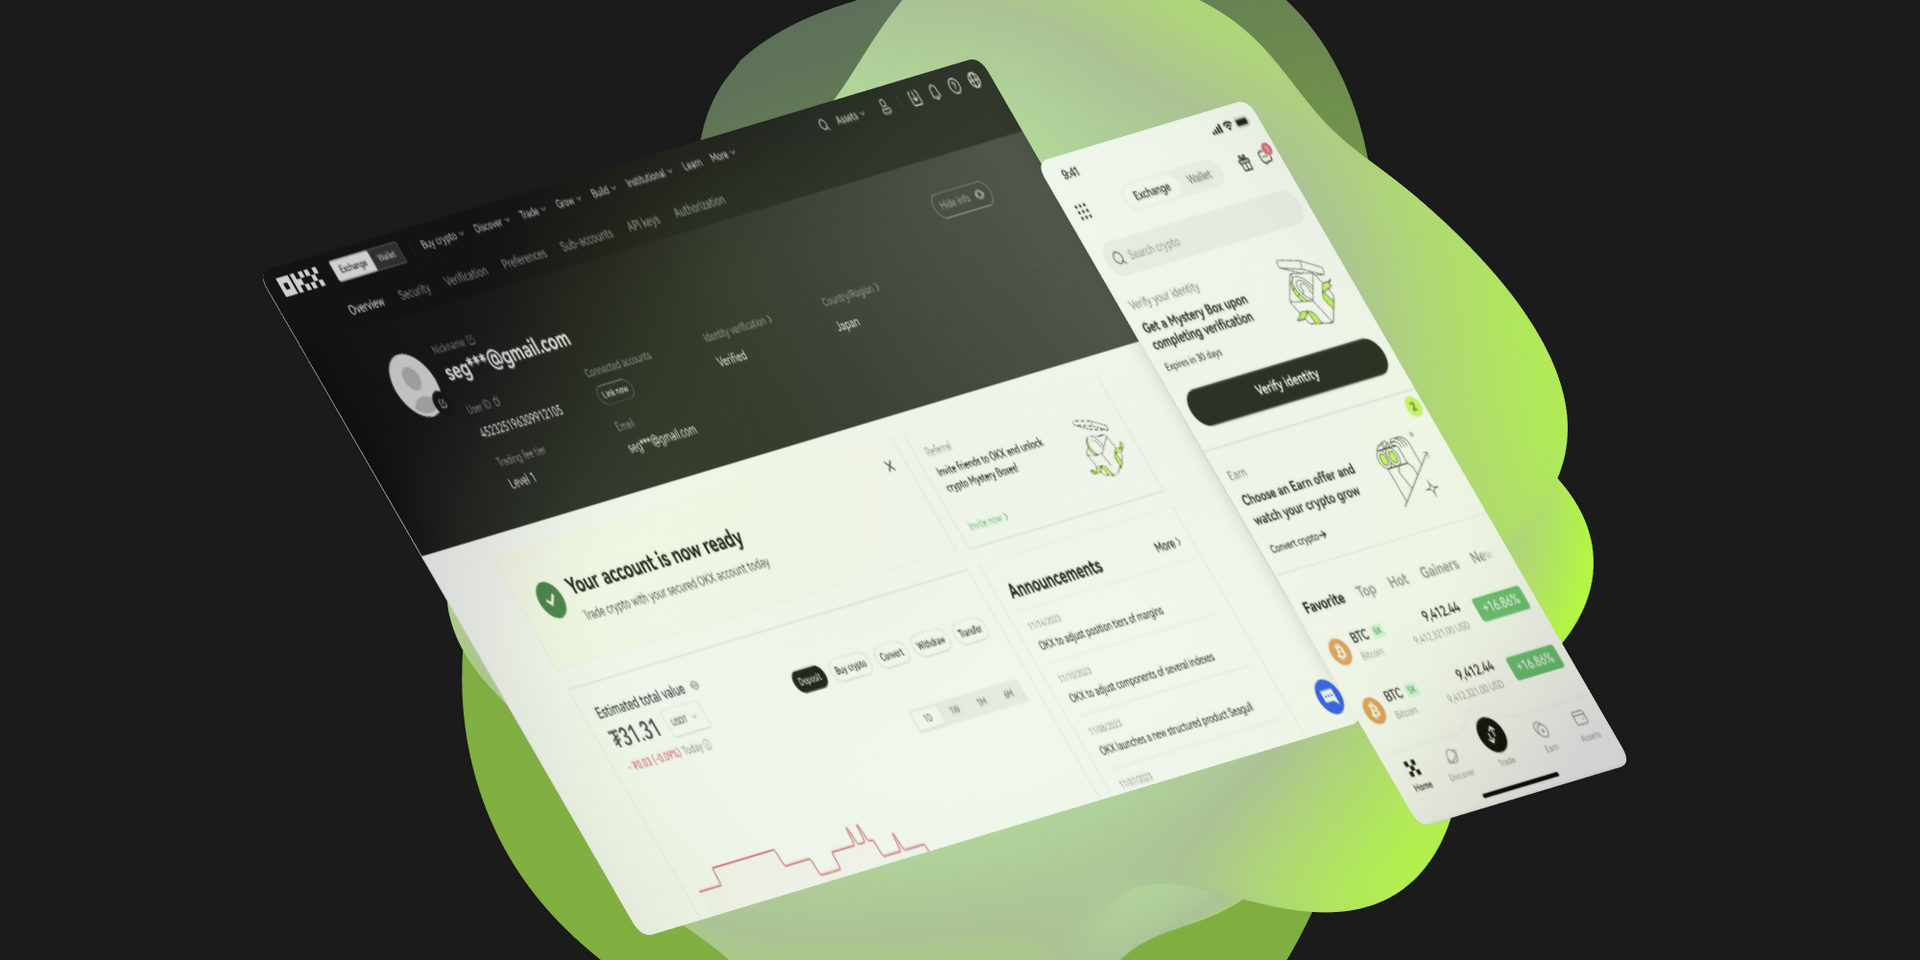 OKX
Exchange Wallet
Buy crypto Discover Trade Grow Build Institutional Learn More
Assets
Overview Security Verification Preferences Sub-accounts API keys Authorization
Hide info
Nickname
seg***@gmail.com
User ID
452325196309912105
Connected accounts
Link now
Identity verification
Verified
Country/Region
Japan
Trading fee tier
Level 1
Email
seg***@gmail.com
Your account is now ready
Trade crypto with your secured OKX account today
Referral
Invite friends to OKX and unlock
crypto Mystery Boxes!
Invite now
Estimated total value
₮31.31 USDT
- ₮0.03 (-0.09%) Today
Deposit Buy crypto Convert Withdraw Transfer
1D 1W 1M 6M
Announcements
More
11/14/2023
OKX to adjust position tiers of margins
11/10/2023
OKX to adjust components of several indexes
11/08/2023
OKX launches a new structured product Seagull
11/07/2023
9:41
Exchange Wallet
Search crypto
Verify your identity
Get a Mystery Box upon
completing verification
Expires in 30 days
Verify identity
2
Earn
Choose an Earn offer and
watch your crypto grow
Convert crypto→
Favorite Top Hot Gainers New
BTC 5X 9,412.44 +16.86%
Bitcoin 9,412,321.00 USD
BTC 5X 9,412.44 +16.86%
Bitcoin 9,412,321.00 USD
Home Discover Trade Earn Assets